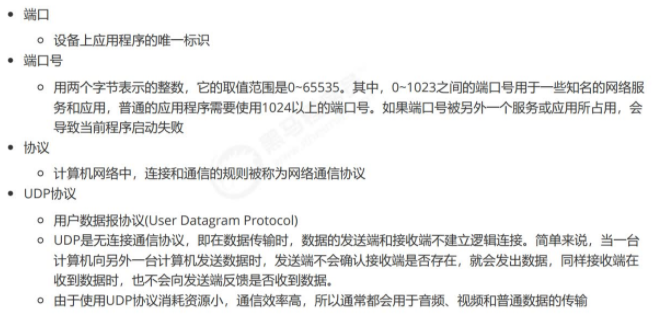 端口
设备上应用程序的唯一标识
端口号
用两个字节表示的整数，它的取值范围是0~65535。其中，0~1023之间的端口号用于一些知名的网络服
务和应用，普通的应用程序需要使用1024以上的端口号。如果端口号被另外一个服务或应用所占用，会
导致当前程序启动失败
协议
计算机网络中，连接和通信的规则被称为网络通信协议
UDP协议
用户数据报协议(User Datagram Protocol)
UDP是无连接通信协议，即在数据传输时，数据的发送端和接收端不建立逻辑连接。简单来说，当一台
计算机向另外一台计算机发送数据时，发送端不会确认接收端是否存在，就会发出数据，同样接收端在
收到数据时，也不会向发送端反馈是否收到数据。
由于使用UDP协议消耗资源小，通信效率高，所以通常都会用于音频、视频和普通数据的传输